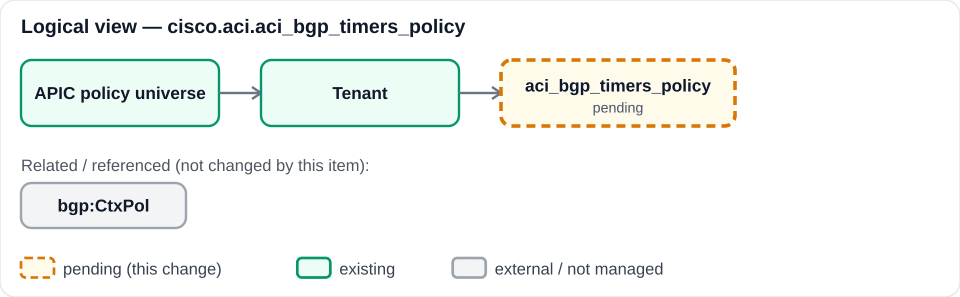 Logical view — cisco.aci.aci_bgp_timers_policy
APIC policy universe
Tenant
aci_bgp_timers_policy
pending
Related / referenced (not changed by this item):
bgp:CtxPol
pending (this change)
existing
external / not managed